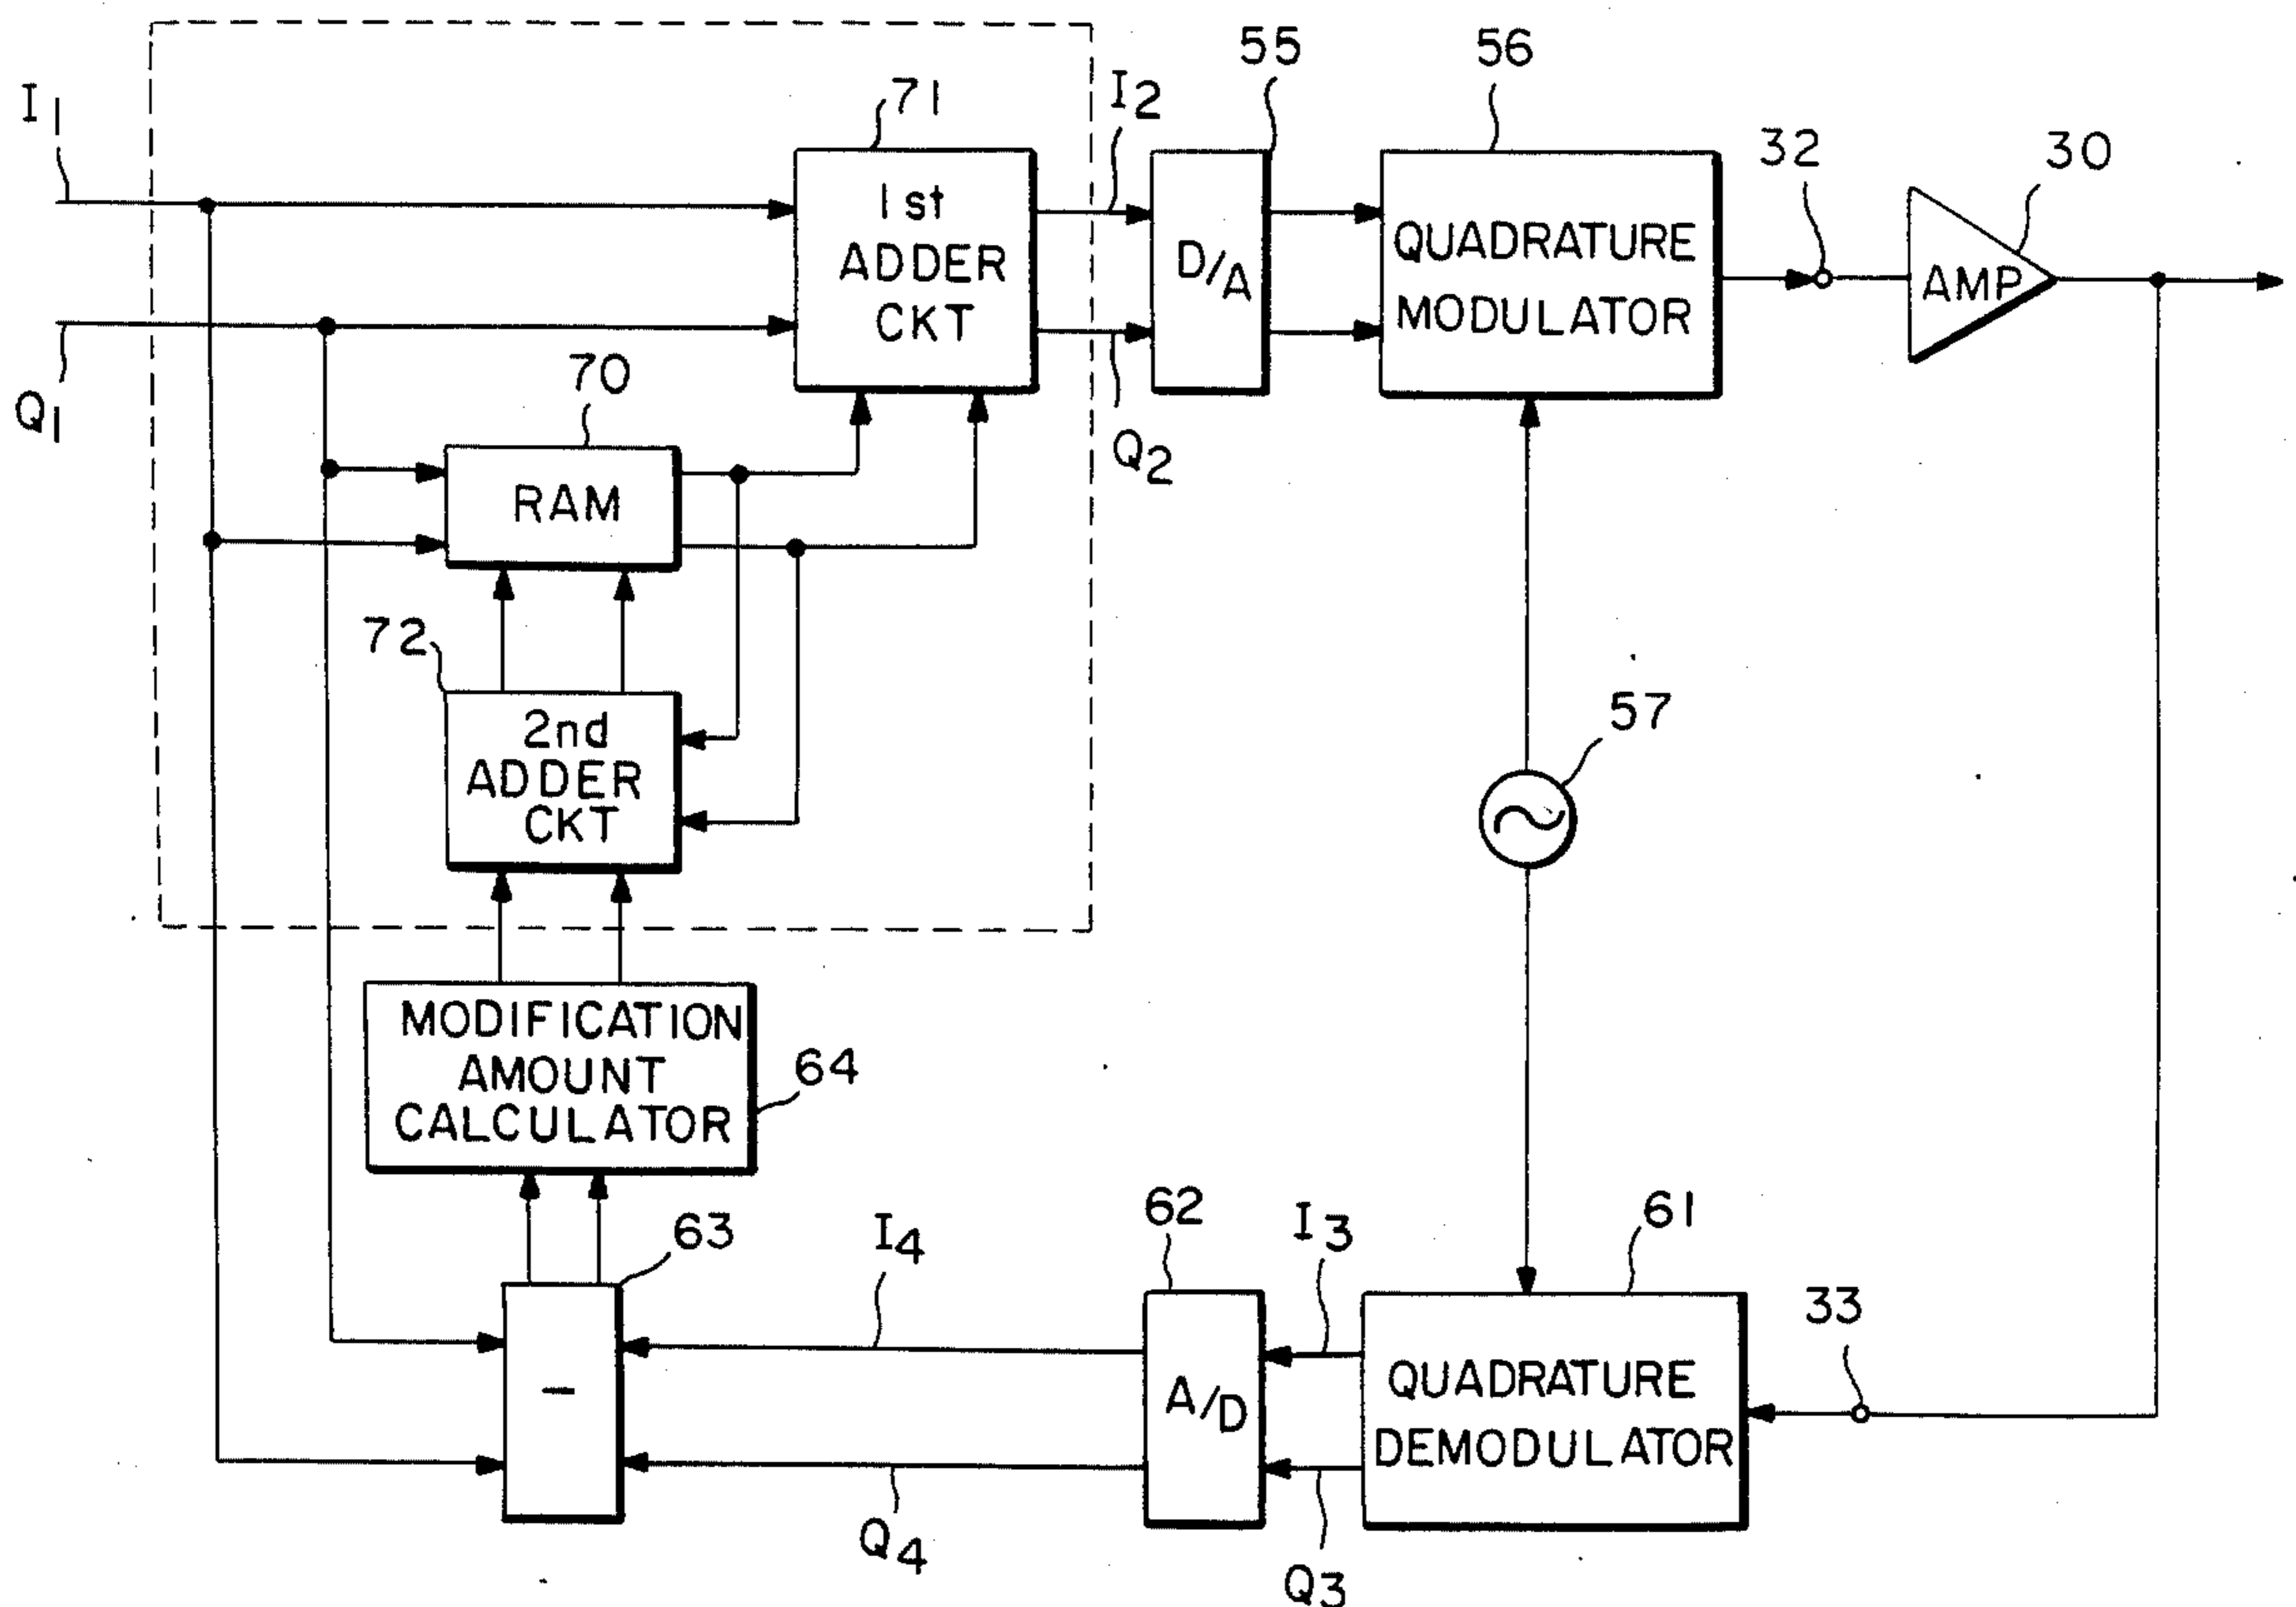 55
56
I1
71
I2
32
30
1st
ADDER
CKT
D/A
QUADRATURE
MODULATOR
AMP
Q1
70
Q2
RAM
72
2nd
ADDER
CKT
57
MODIFICATION
AMOUNT
CALCULATOR
64
63
I4
62
I3
61
33
−
A/D
QUADRATURE
DEMODULATOR
Q4
Q3